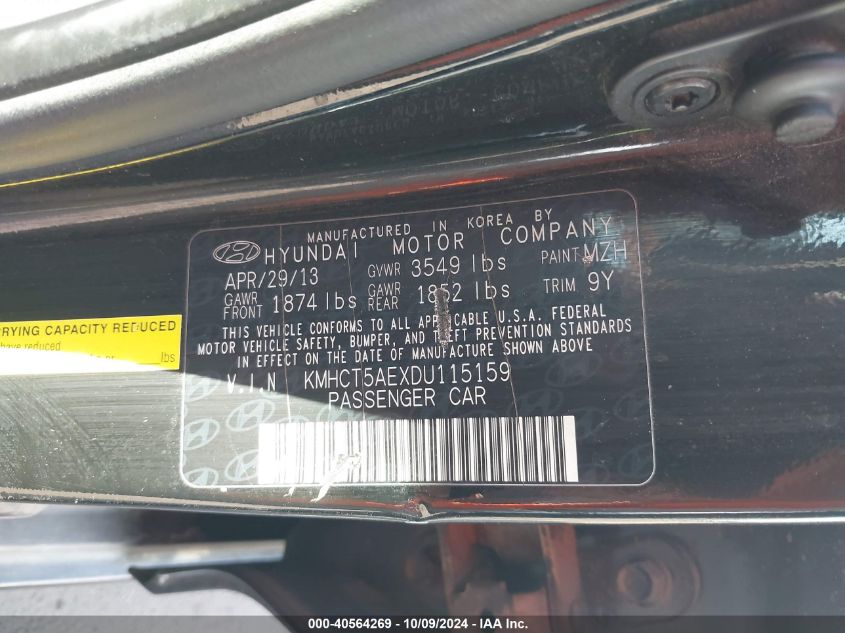 MANUFACTURED IN KOREA BY
HYUNDAI MOTOR COMPANY
APR/29/13 GVWR 3549 lbs PAINT MZH
GAWR FRONT 1874 lbs GAWR REAR 1852 lbs TRIM 9Y
THIS VEHICLE CONFORMS TO ALL APPLICABLE U.S.A. FEDERAL
MOTOR VEHICLE SAFETY, BUMPER, AND THEFT PREVENTION STANDARDS
IN EFFECT ON THE DATE OF MANUFACTURE SHOWN ABOVE
V.I.N KMHCT5AEXDU115159
PASSENGER CAR
RYING CAPACITY REDUCED
have reduced
lbs
000-40564269 - 10/09/2024 - IAA Inc.